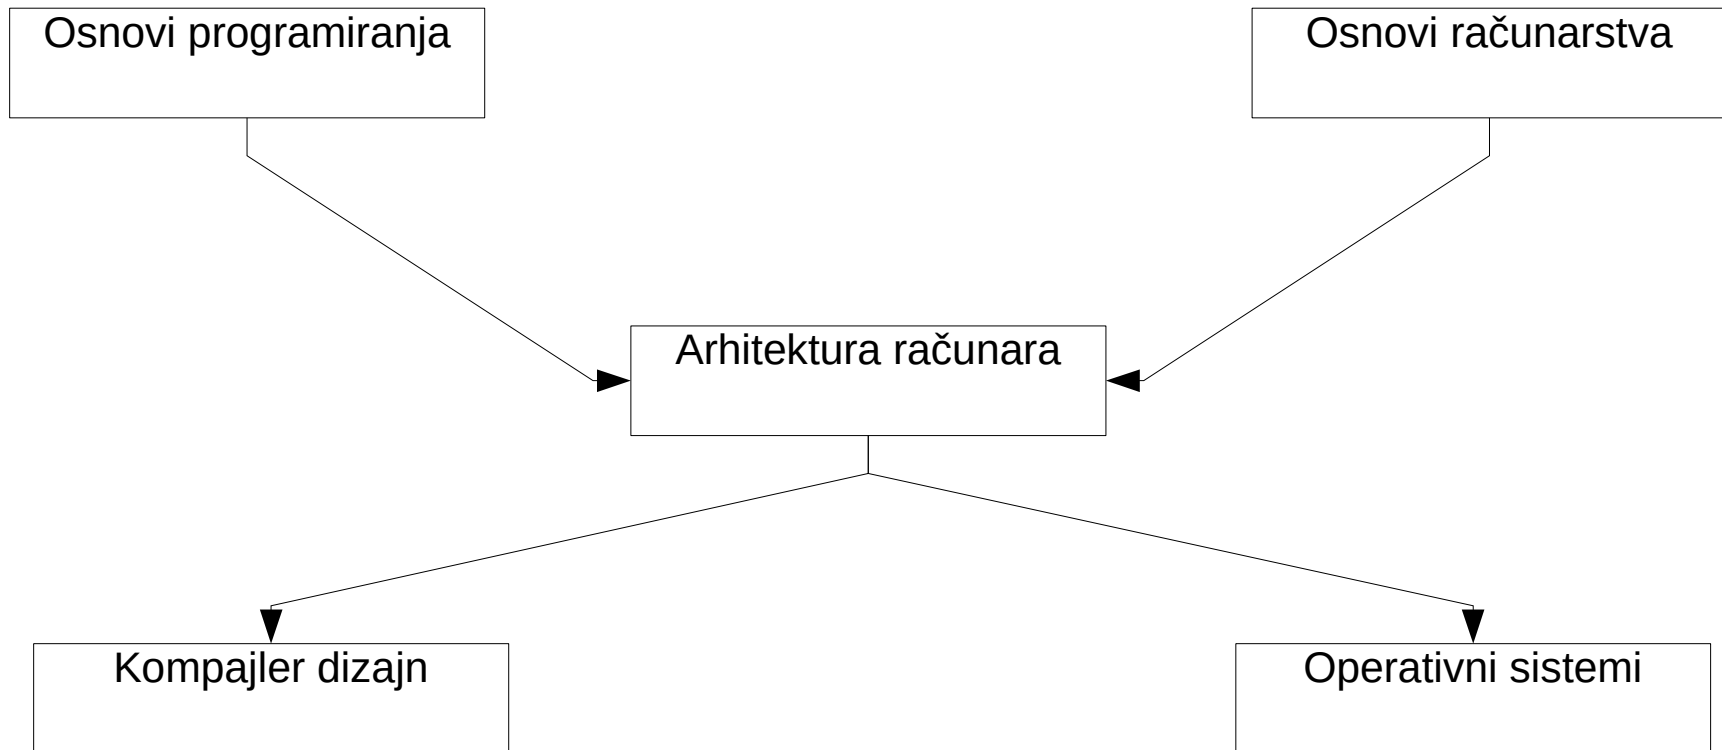 Osnovi programiranja
Osnovi računarstva
Arhitektura računara
Kompajler dizajn
Operativni sistemi